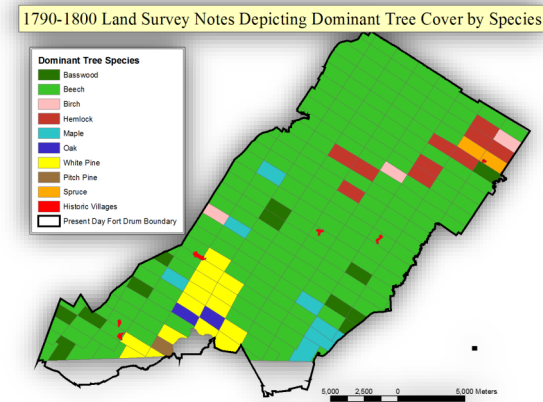 1790-1800 Land Survey Notes Depicting Dominant Tree Cover by Species
Dominant Tree Species
Basswood
Beech
Birch
Hemlock
Maple
Oak
White Pine
Pitch Pine
Spruce
Historic Villages
Present Day Fort Drum Boundary
5,000 2,500 0 5,000 Meters